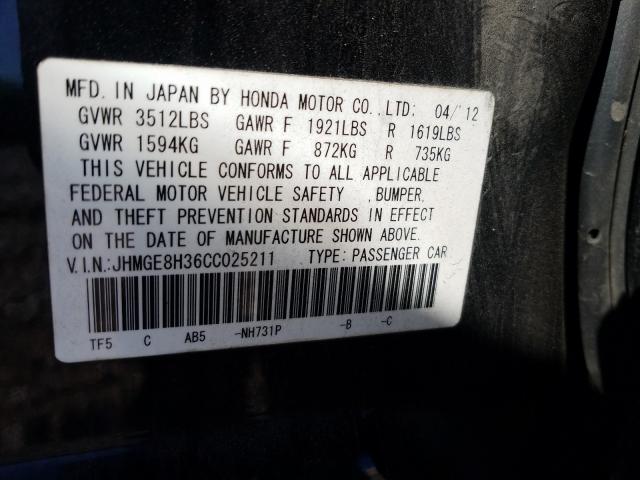 MFD. IN JAPAN BY HONDA MOTOR CO.,LTD: 04/'12
GVWR 3512LBS GAWR F 1921LBS R 1619LBS
GVWR 1594KG GAWR F 872KG R 735KG
THIS VEHICLE CONFORMS TO ALL APPLICABLE
FEDERAL MOTOR VEHICLE SAFETY ,BUMPER,
AND THEFT PREVENTION STANDARDS IN EFFECT
ON THE DATE OF MANUFACTURE SHOWN ABOVE.
V.I.N.:JHMGE8H36CC025211 TYPE: PASSENGER CAR
TF5 C AB5 -NH731P -B -C